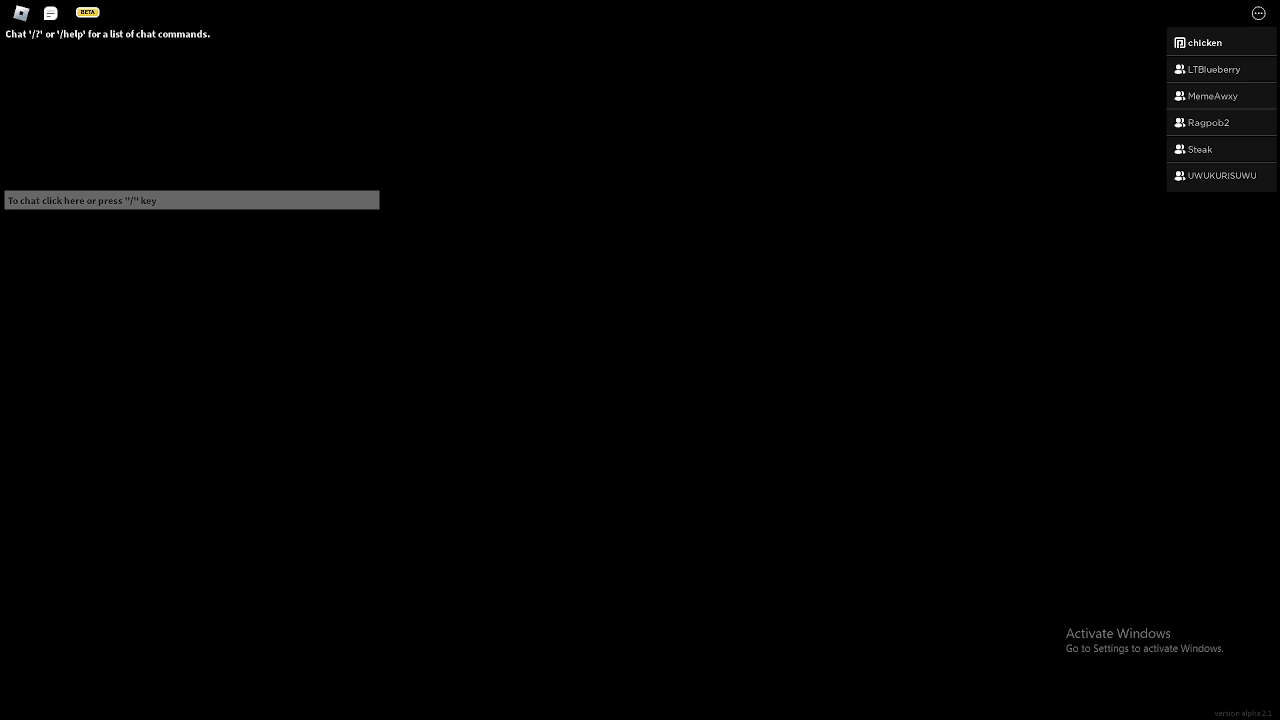 BETA
Chat '/?' or '/help' for a list of chat commands.
chicken
LTBlueberry
MemeAwxy
Ragpob2
Steak
UWUKURISUWU
To chat click here or press "/" key
Activate Windows
Go to Settings to activate Windows.
version alpha 2.1